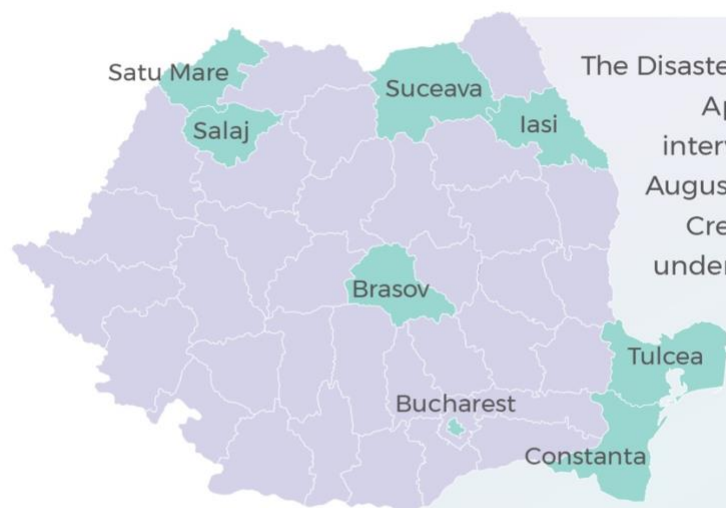 Satu Mare
Salaj
Suceava
Iasi
Brasov
Bucharest
Tulcea
Constanta
The Disaste
Ap
interv
Augus
Cre
under